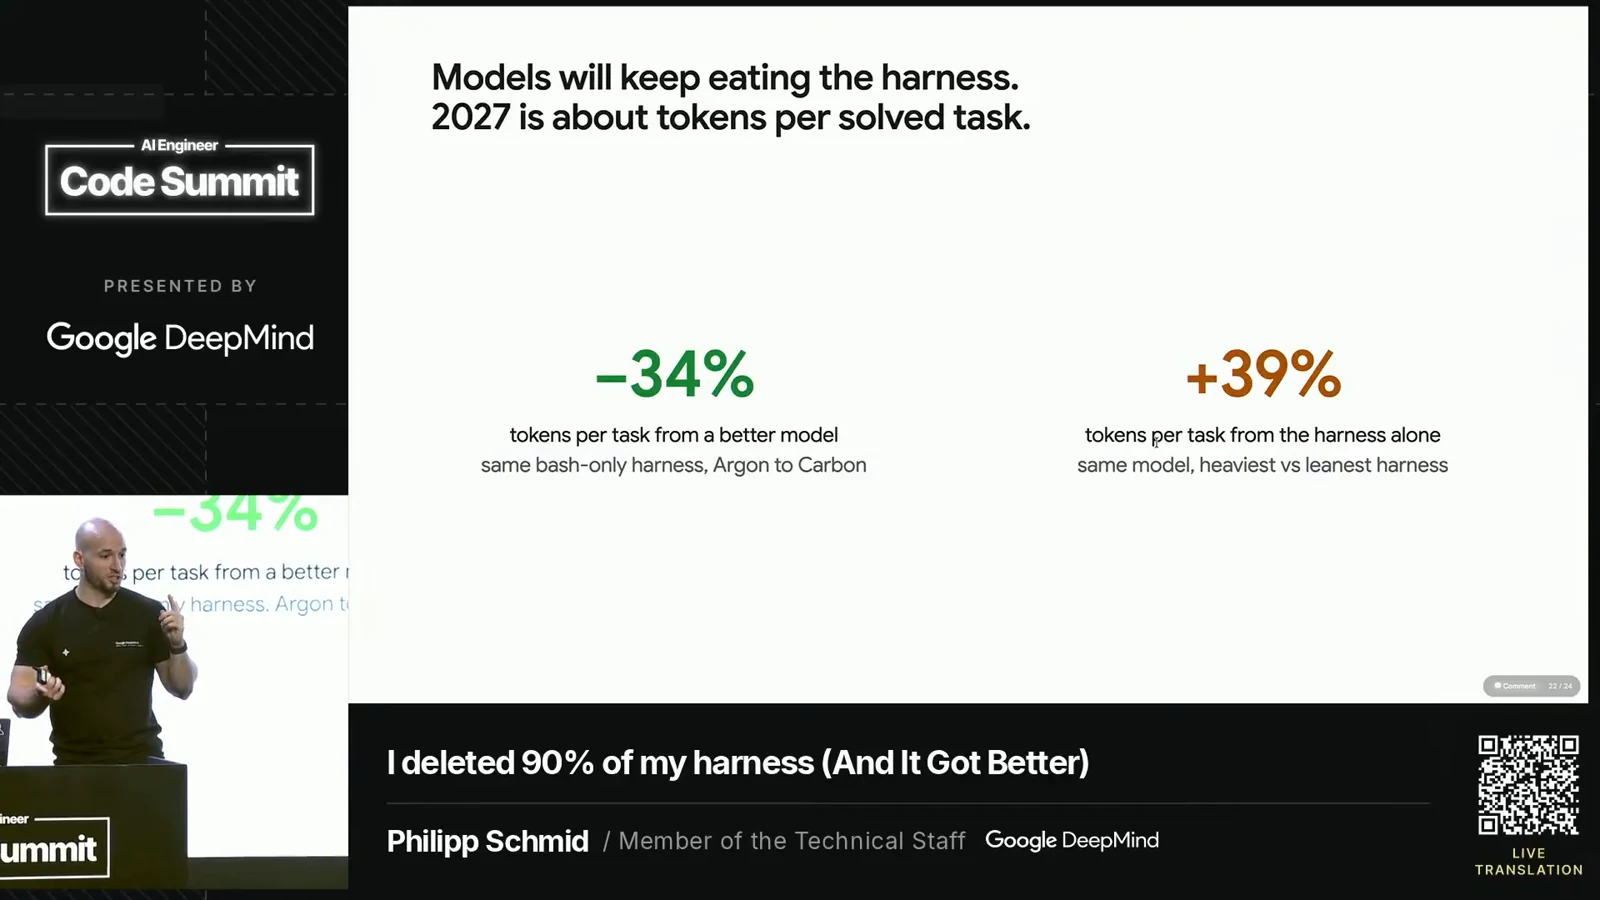 AI Engineer
Code Summit
PRESENTED BY
Google DeepMind
Models will keep eating the harness.
2027 is about tokens per solved task.
–34%
tokens per task from a better model
same bash-only harness, Argon to Carbon
+39%
tokens per task from the harness alone
same model, heaviest vs leanest harness
Comment 22 / 24
–34%
per task from a better
harness. Argon
ineer
ummit
I deleted 90% of my harness (And It Got Better)
Philipp Schmid / Member of the Technical Staff Google DeepMind
LIVE
TRANSLATION